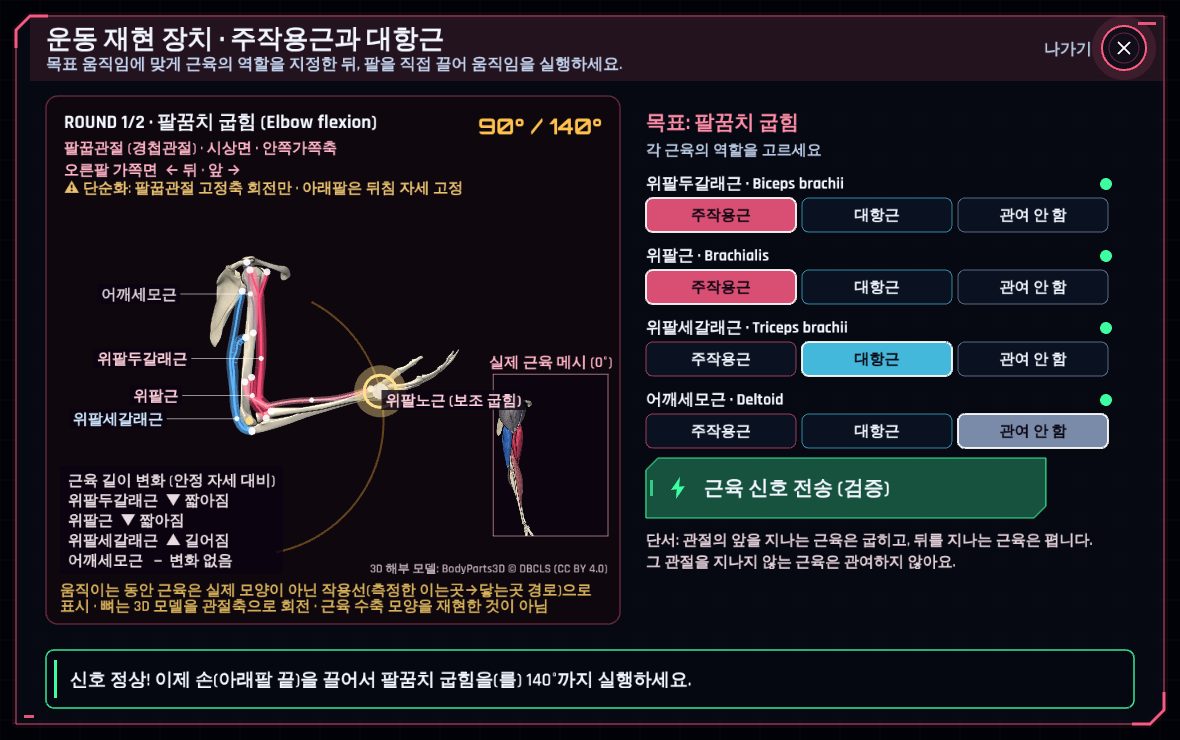 운동 재현 장치 · 주작용근과 대항근
목표 움직임에 맞게 근육의 역할을 지정한 뒤, 팔을 직접 끌어 움직임을 실행하세요.
나가기
ROUND 1/2 · 팔꿈치 굽힘 (Elbow flexion)
90° / 140°
팔꿉관절 (경첩관절) · 시상면 · 안쪽가쪽축
오른팔 가쪽면 ← 뒤 · 앞 →
⚠ 단순화: 팔꿉관절 고정축 회전만 · 아래팔은 뒤침 자세 고정
어깨세모근
위팔두갈래근
위팔근
위팔세갈래근
실제 근육 메시 (0°)
위팔노근 (보조 굽힘)
근육 길이 변화 (안정 자세 대비)
위팔두갈래근 ▼ 짧아짐
위팔근 ▼ 짧아짐
위팔세갈래근 ▲ 길어짐
어깨세모근 – 변화 없음
3D 해부 모델: BodyParts3D © DBCLS (CC BY 4.0)
움직이는 동안 근육은 실제 모양이 아닌 작용선(측정한 이는곳→닿는곳 경로)으로
표시 · 뼈는 3D 모델을 관절축으로 회전 · 근육 수축 모양을 재현한 것이 아님
목표: 팔꿈치 굽힘
각 근육의 역할을 고르세요
위팔두갈래근 · Biceps brachii
주작용근 대항근 관여 안 함
위팔근 · Brachialis
주작용근 대항근 관여 안 함
위팔세갈래근 · Triceps brachii
주작용근 대항근 관여 안 함
어깨세모근 · Deltoid
주작용근 대항근 관여 안 함
근육 신호 전송 (검증)
단서: 관절의 앞을 지나는 근육은 굽히고, 뒤를 지나는 근육은 폅니다.
그 관절을 지나지 않는 근육은 관여하지 않아요.
신호 정상! 이제 손(아래팔 끝)을 끌어서 팔꿈치 굽힘을(를) 140°까지 실행하세요.